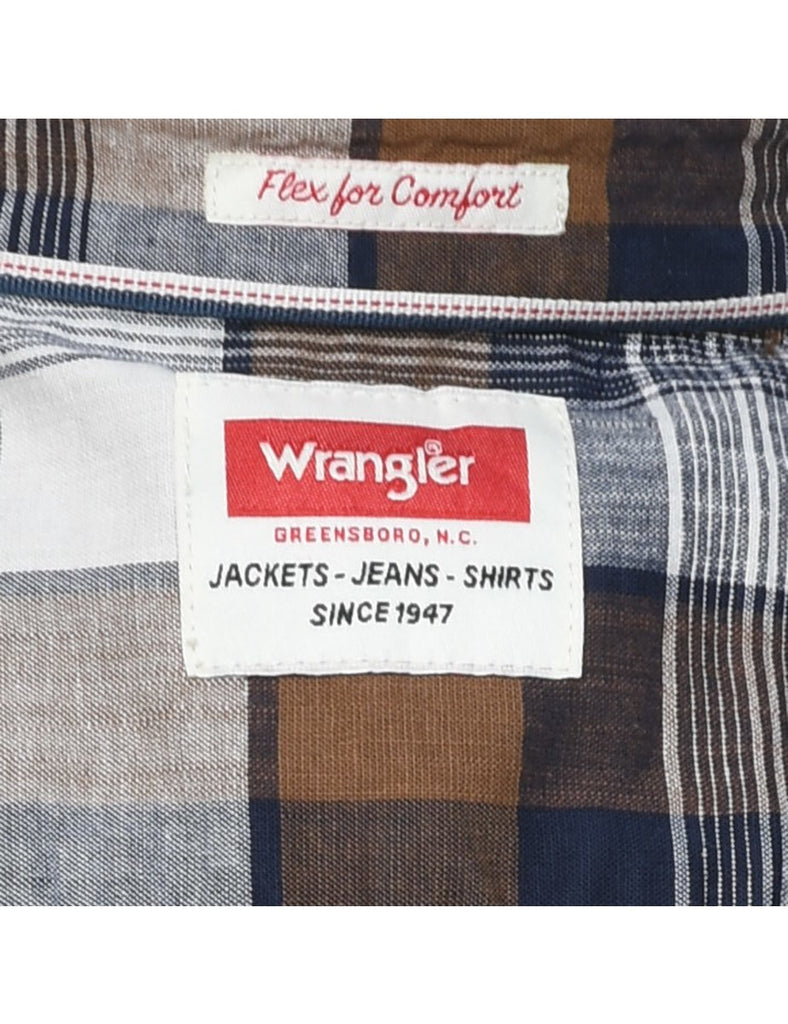 Flex for Comfort
Wrangler®
GREENSBORO, N.C.
JACKETS - JEANS - SHIRTS
SINCE 1947